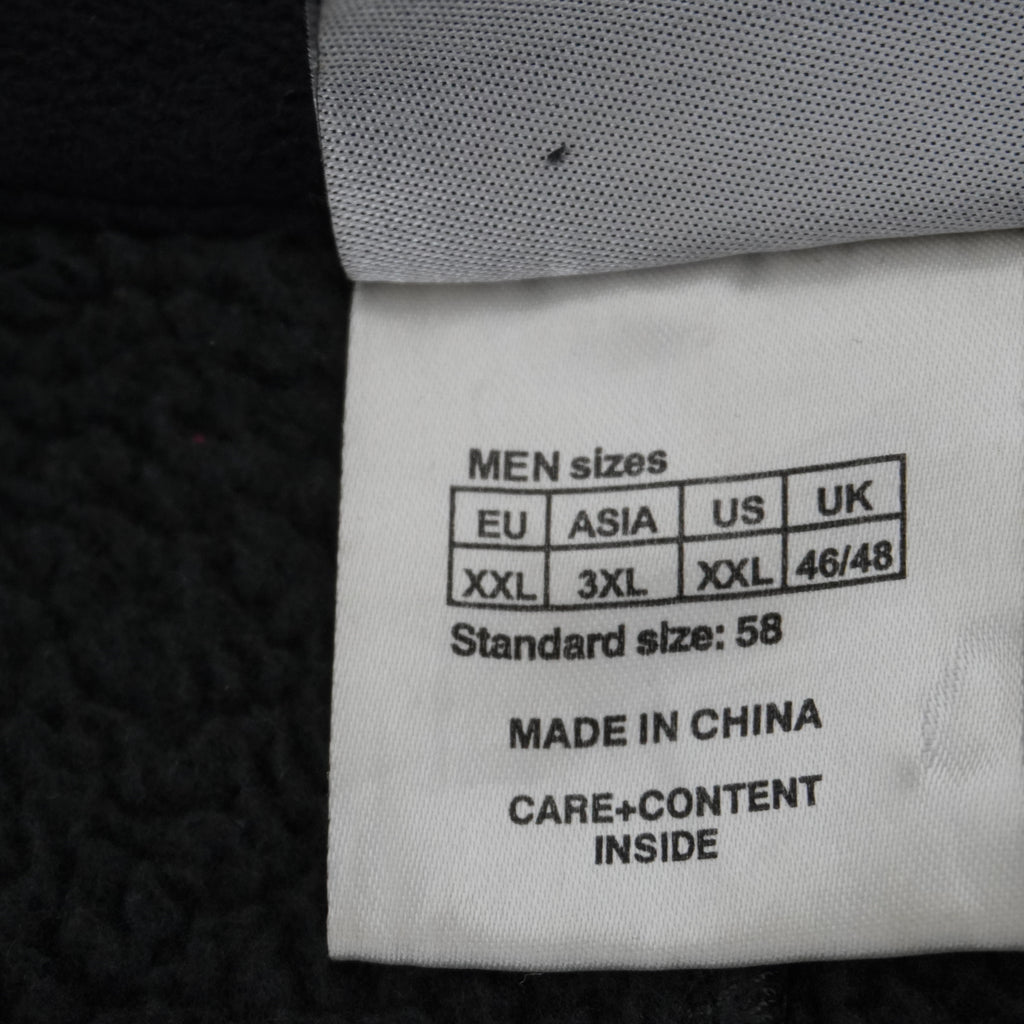 MEN sizes
EU ASIA US UK
XXL 3XL XXL 46/48
Standard size: 58
MADE IN CHINA
CARE+CONTENT
INSIDE